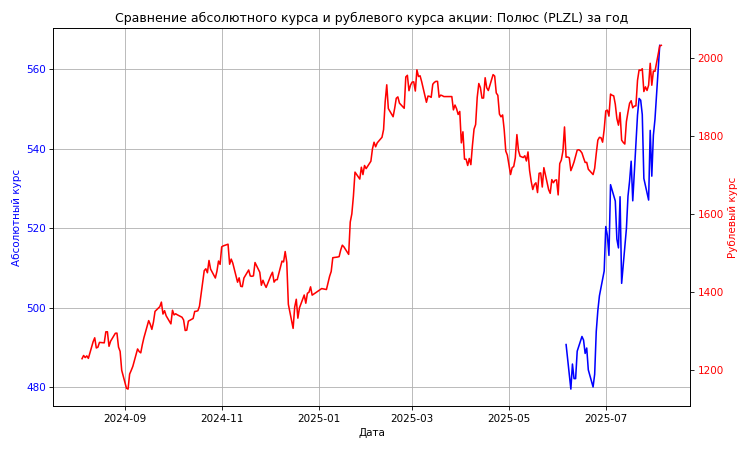 Сравнение абсолютного курса и рублевого курса акции: Полюс (PLZL) за год
Абсолютный курс
560
540
520
500
480
2000
1800
1600
1400
1200
Рублевый курс
2024-09 2024-11 2025-01 2025-03 2025-05 2025-07
Дата